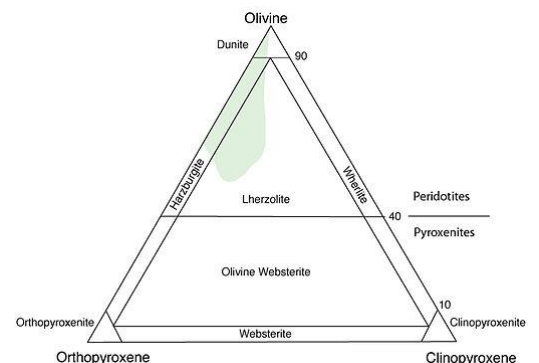 Olivine
Dunite
90
Harzburgite
Wherlite
Lherzolite
Peridotites
40
Pyroxenites
Olivine Websterite
10
Orthopyroxenite
Clinopyroxenite
Websterite
Orthopyroxene
Clinopyroxene